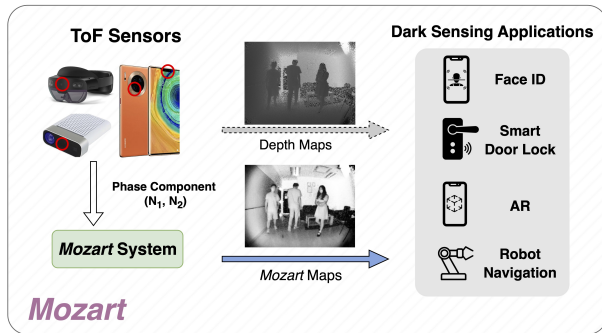 ToF Sensors
Dark Sensing Applications
Depth Maps
Face ID
Smart
Door Lock
Phase Component
(N1, N2)
AR
Mozart System
Mozart Maps
Robot
Navigation
Mozart